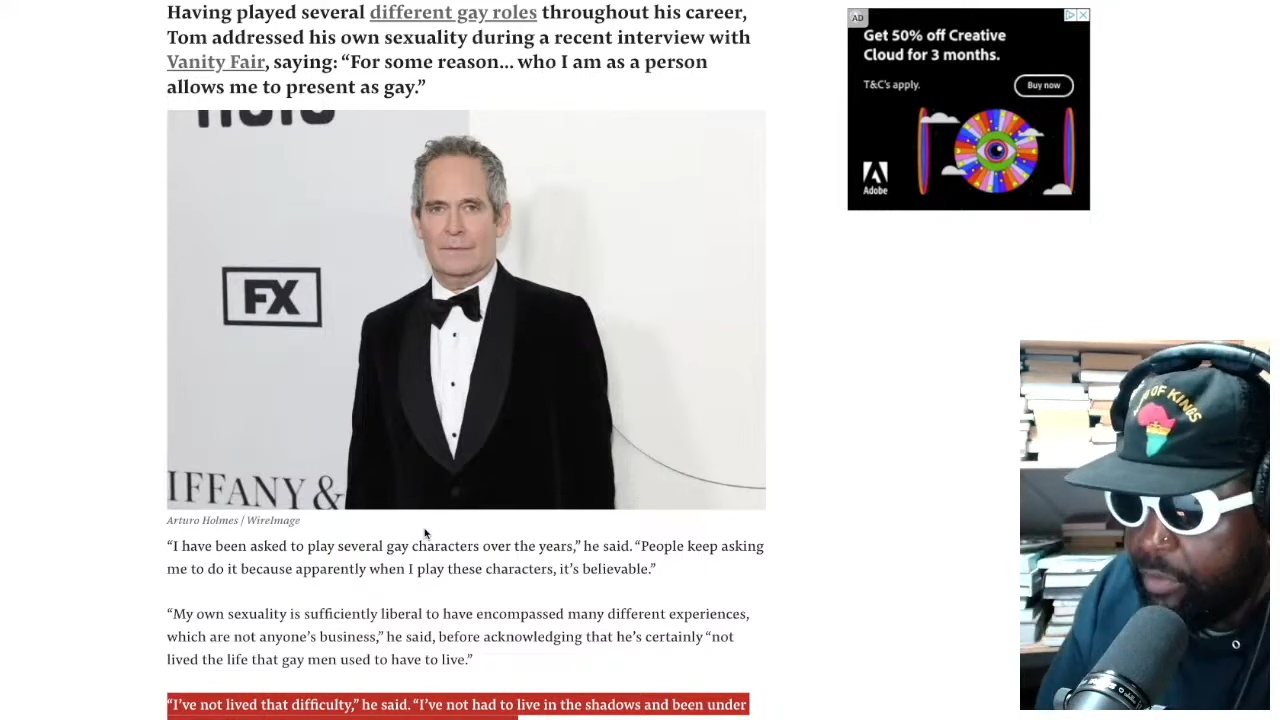 Having played several different gay roles throughout his career,
Tom addressed his own sexuality during a recent interview with
Vanity Fair, saying: “For some reason... who I am as a person
allows me to present as gay.”
AD
Get 50% off Creative
Cloud for 3 months.
T&C's apply.
Buy now
Adobe
FX
IFFANY &
OF KINGS
Arturo Holmes / WireImage
“I have been asked to play several gay characters over the years,” he said. “People keep asking
me to do it because apparently when I play these characters, it’s believable.”
“My own sexuality is sufficiently liberal to have encompassed many different experiences,
which are not anyone’s business,” he said, before acknowledging that he’s certainly “not
lived the life that gay men used to have to live.”
“I’ve not lived that difficulty,” he said. “I’ve not had to live in the shadows and been under